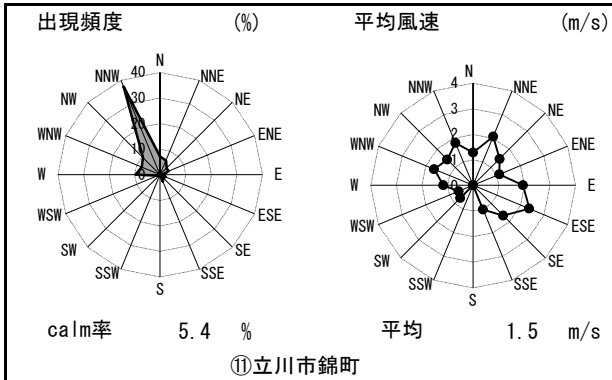 出現頻度 (%)
N
NNE
NE
ENE
E
ESE
SE
SSE
S
SSW
SW
WSW
W
WNW
NW
NNW
40
30
20
10
0
calm率 5.4 %
平均風速 (m/s)
N
NNE
NE
ENE
E
ESE
SE
SSE
S
SSW
SW
WSW
W
WNW
NW
NNW
4
3
2
1
0
平均 1.5 m/s
⑪立川市錦町